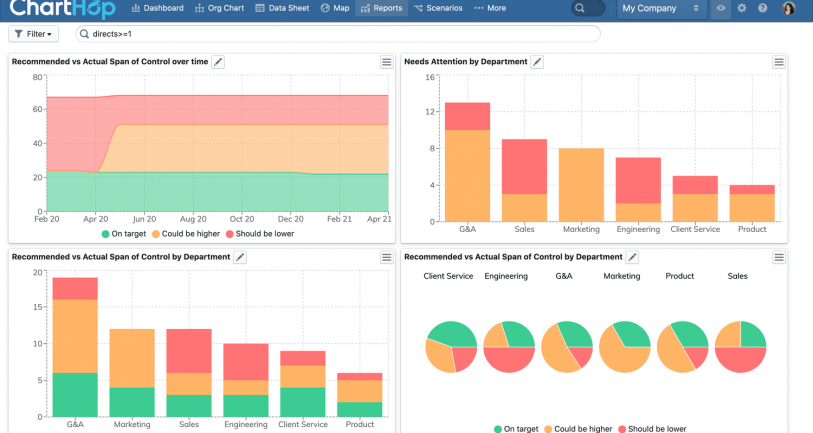 ChartHop Dashboard Org Chart Data Sheet Map Reports Scenarios ••• More My Company
Filter directs>=1
Recommended vs Actual Span of Control over time
80
60
40
20
0
Feb 20 Apr 20 Jun 20 Aug 20 Oct 20 Dec 20 Feb 21 Apr 21
On target Could be higher Should be lower
Needs Attention by Department
16
12
8
4
0
G&A Sales Marketing Engineering Client Service Product
Recommended vs Actual Span of Control by Department
20
15
10
5
0
G&A Marketing Sales Engineering Client Service Product
Recommended vs Actual Span of Control by Department
Client Service Engineering G&A Marketing Product Sales
On target Could be higher Should be lower